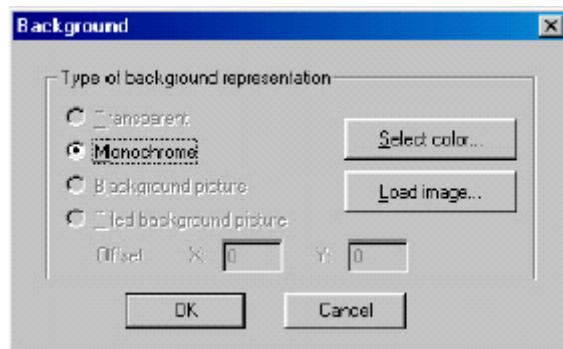 Background
Type of background representation
Transparent
Monochrome
Select color...
Background picture
Load image...
Tiled background picture
Offset X: 0 Y: 0
OK Cancel